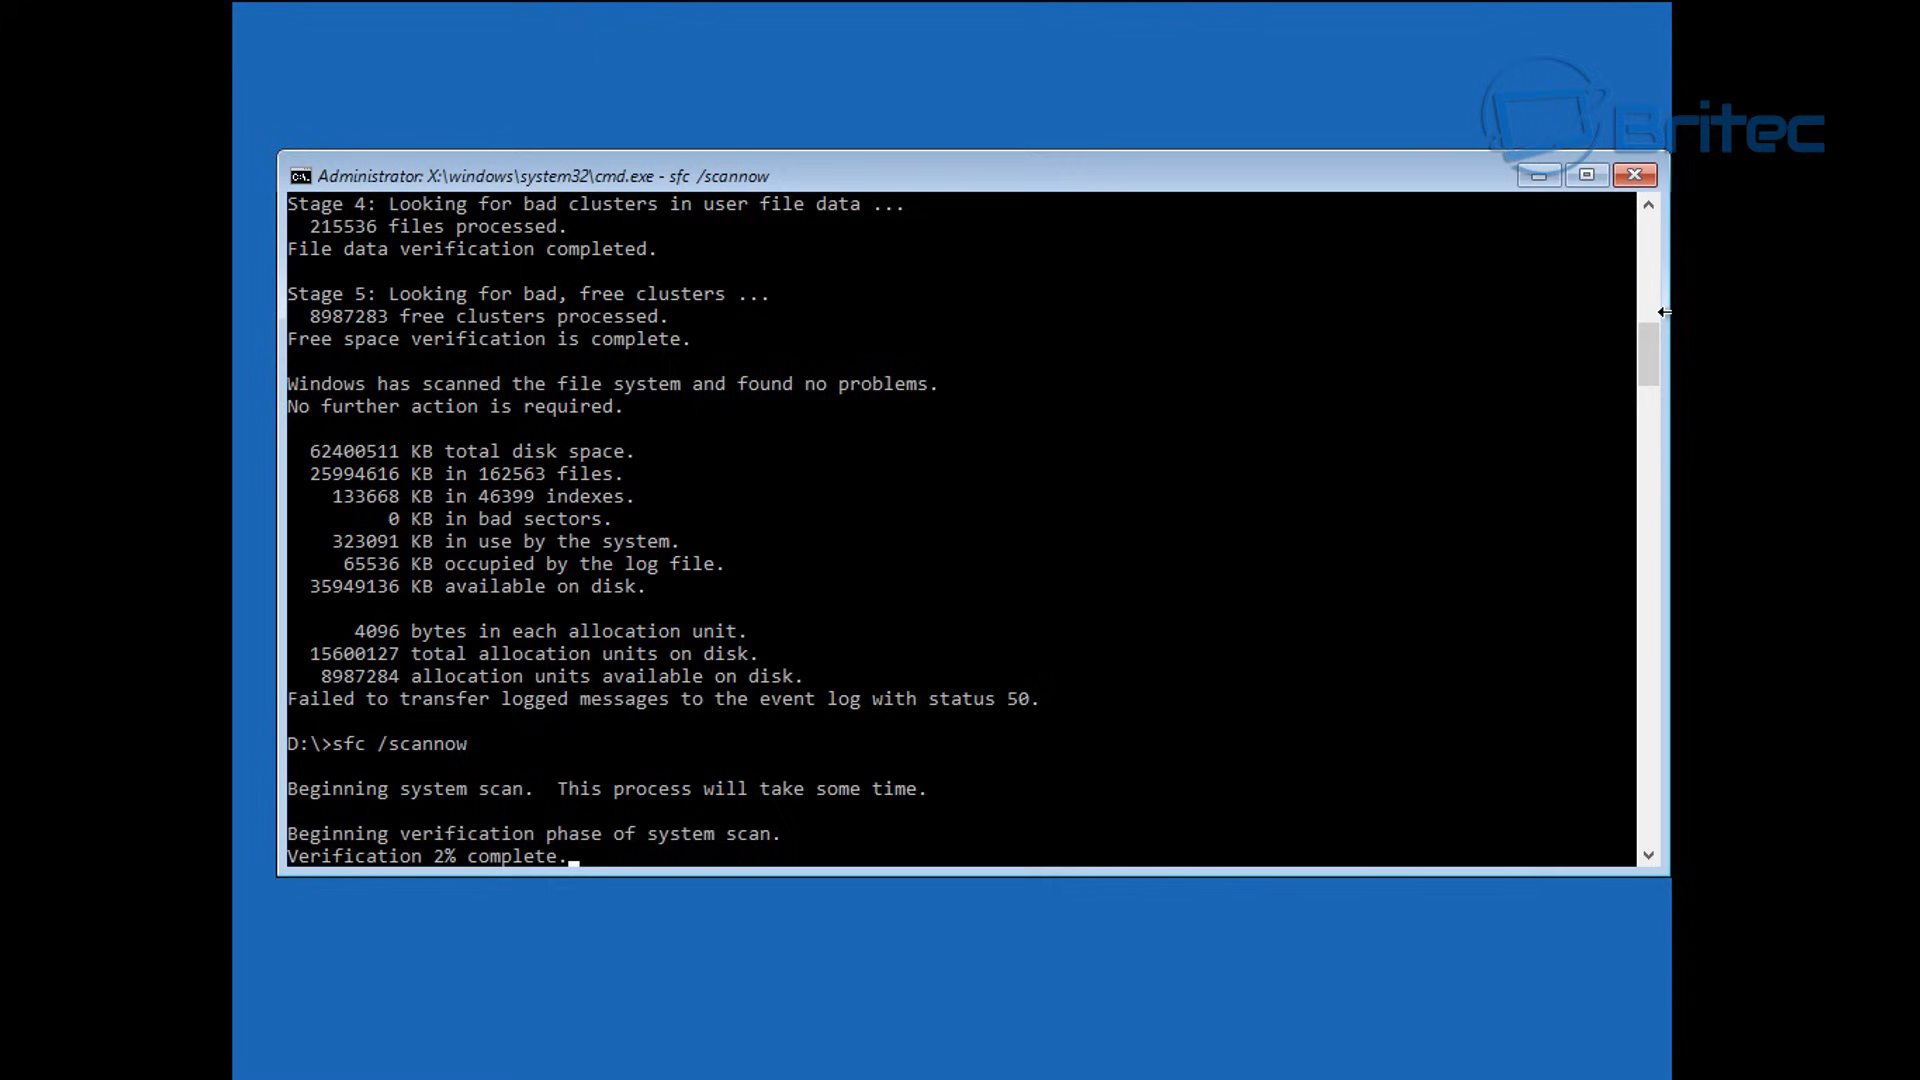 Britec
Administrator: X:\windows\system32\cmd.exe - sfc /scannow
Stage 4: Looking for bad clusters in user file data ...
215536 files processed.
File data verification completed.
Stage 5: Looking for bad, free clusters ...
8987283 free clusters processed.
Free space verification is complete.
Windows has scanned the file system and found no problems.
No further action is required.
62400511 KB total disk space.
25994616 KB in 162563 files.
133668 KB in 46399 indexes.
0 KB in bad sectors.
323091 KB in use by the system.
65536 KB occupied by the log file.
35949136 KB available on disk.
4096 bytes in each allocation unit.
15600127 total allocation units on disk.
8987284 allocation units available on disk.
Failed to transfer logged messages to the event log with status 50.
D:\>sfc /scannow
Beginning system scan.  This process will take some time.
Beginning verification phase of system scan.
Verification 2% complete.